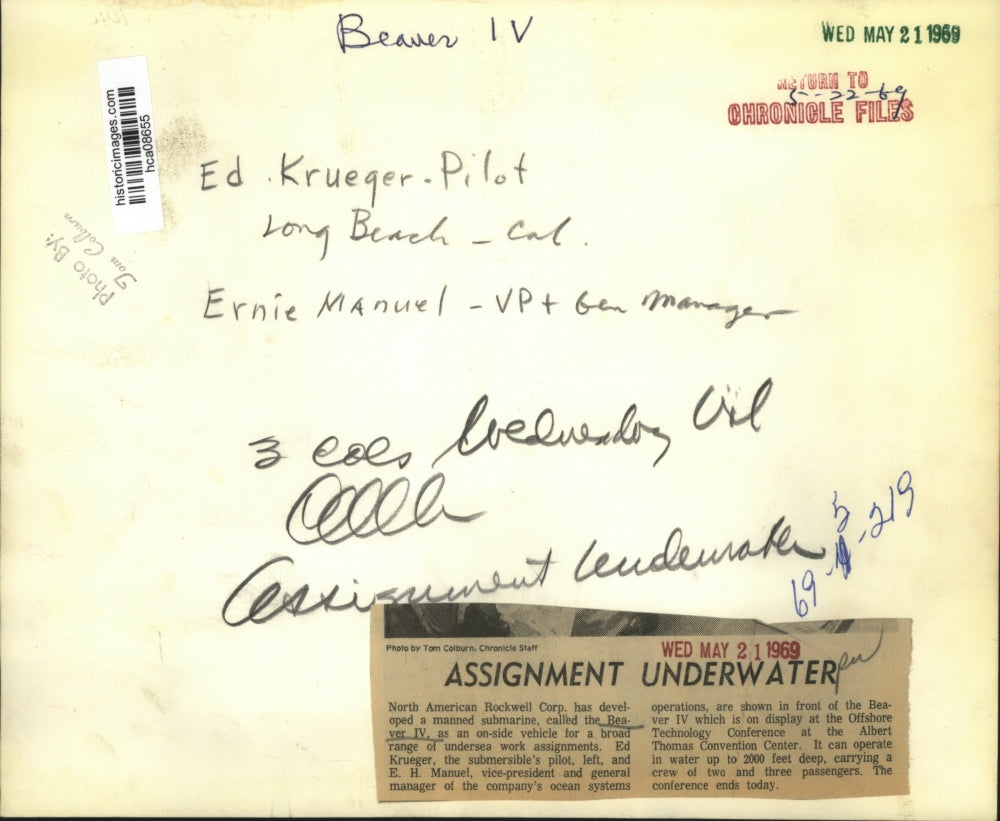 Beaver IV
WED MAY 21 1969
RETURN TO
5-22-69
CHRONICLE FILES
historicimages.com
hca08655
Photo By:
Tom Colburn
Ed Krueger - Pilot
Long Beach - Cal.
Ernie Manuel - VP + Gen Manager
3 cols Wednesday Oil
Assignment Underwater
69-5-219
Photo by Tom Colburn, Chronicle Staff
WED MAY 21 1969
ASSIGNMENT UNDERWATER
North American Rockwell Corp. has devel-
oped a manned submarine, called the Bea-
ver IV, as an on-side vehicle for a broad
range of undersea work assignments. Ed
Krueger, the submersible's pilot, left, and
E. H. Manuel, vice-president and general
manager of the company's ocean systems
operations, are shown in front of the Bea-
ver IV which is on display at the Offshore
Technology Conference at the Albert
Thomas Convention Center. It can operate
in water up to 2000 feet deep, carrying a
crew of two and three passengers. The
conference ends today.